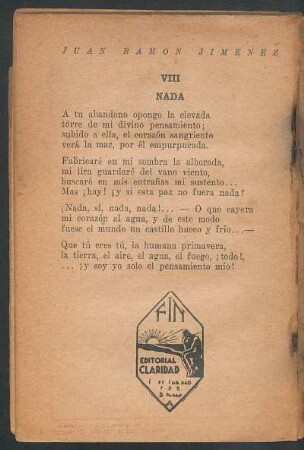 JUAN RAMON JIMENEZ
VIII
NADA
A tu abandono opongo la elevada
torre de mi divino pensamiento;
subido a ella, el corazón sangriento
verá la mar, por él empurpurada.
Fabricaré en mi sombra la alborada,
mi lira guardaré del vano viento,
buscaré en mis entrañas mi sustento...
Mas ¡hay! ¿y si esta paz no fuera nada?
¡Nada, sí, nada, nada!... — O que cayera
mi corazón al agua, y de este modo
fuese el mundo un castillo hueco y frío...—
Que tú eres tú, la humana primavera,
la tierra, el aire, el agua, el fuego, ¡todo!,
... ¡y soy yo solo el pensamiento mío!
FIN
EDITORIAL
CLARIDAD